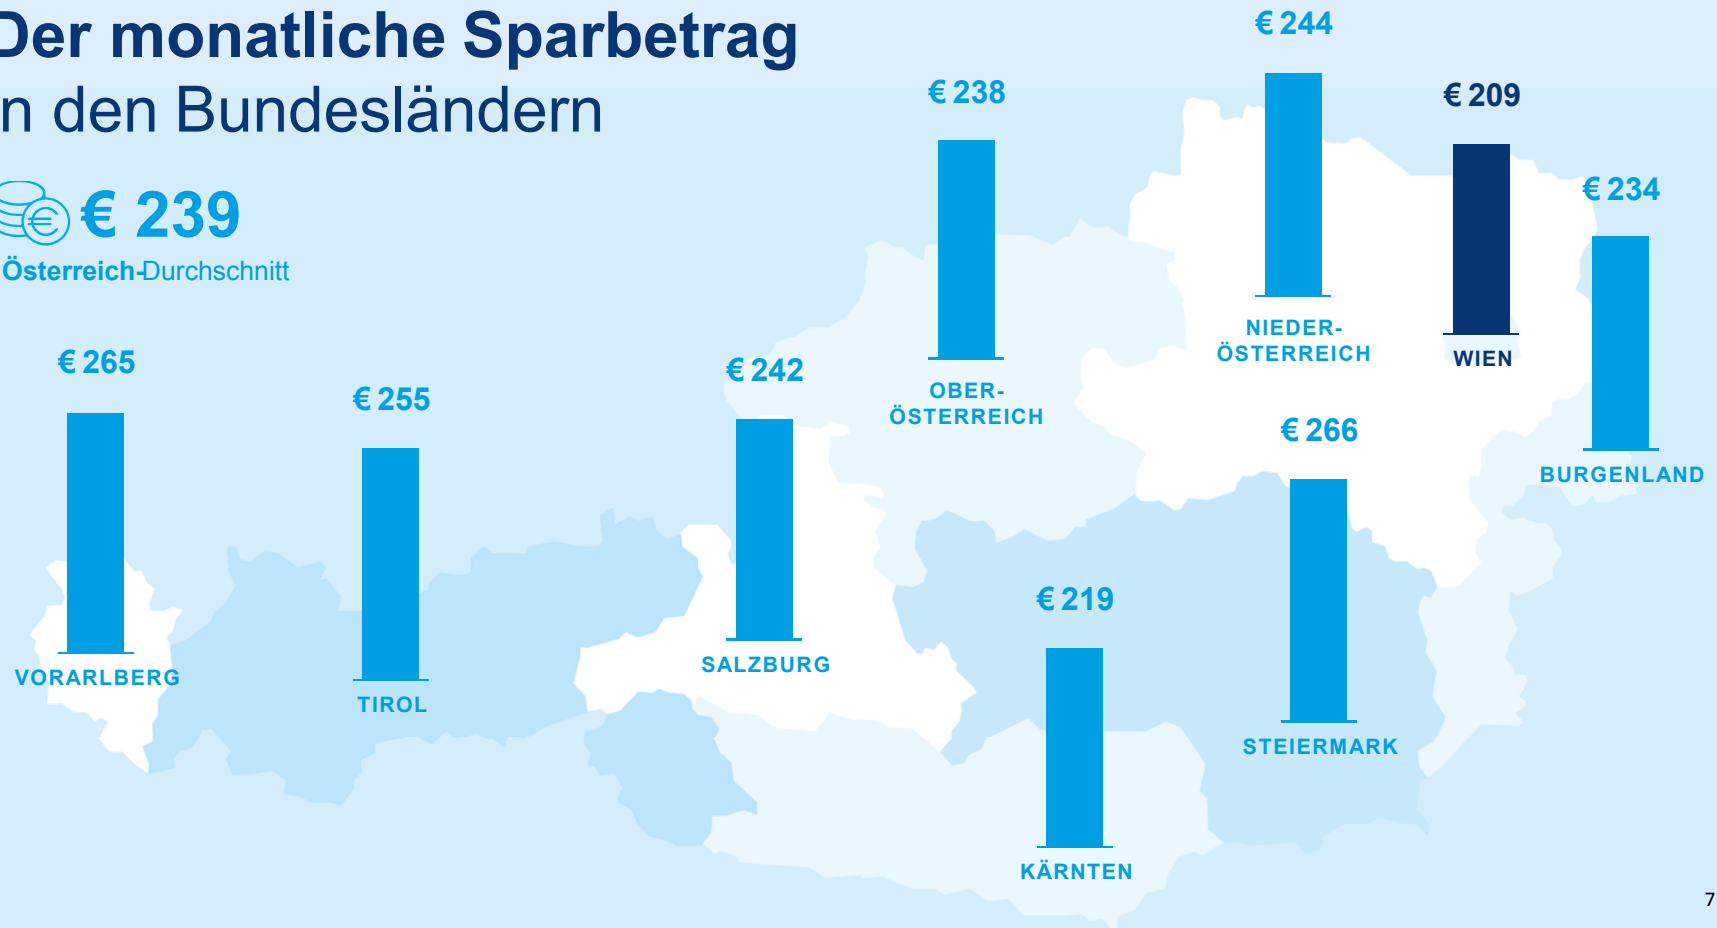 Der monatliche Sparbetrag
n den Bundesländern
€ 239
Österreich-Durchschnitt
€ 265
VORARLBERG
€ 255
TIROL
€ 242
SALZBURG
€ 238
OBER-
ÖSTERREICH
€ 244
NIEDER-
ÖSTERREICH
€ 209
WIEN
€ 234
BURGENLAND
€ 266
STEIERMARK
€ 219
KÄRNTEN
7